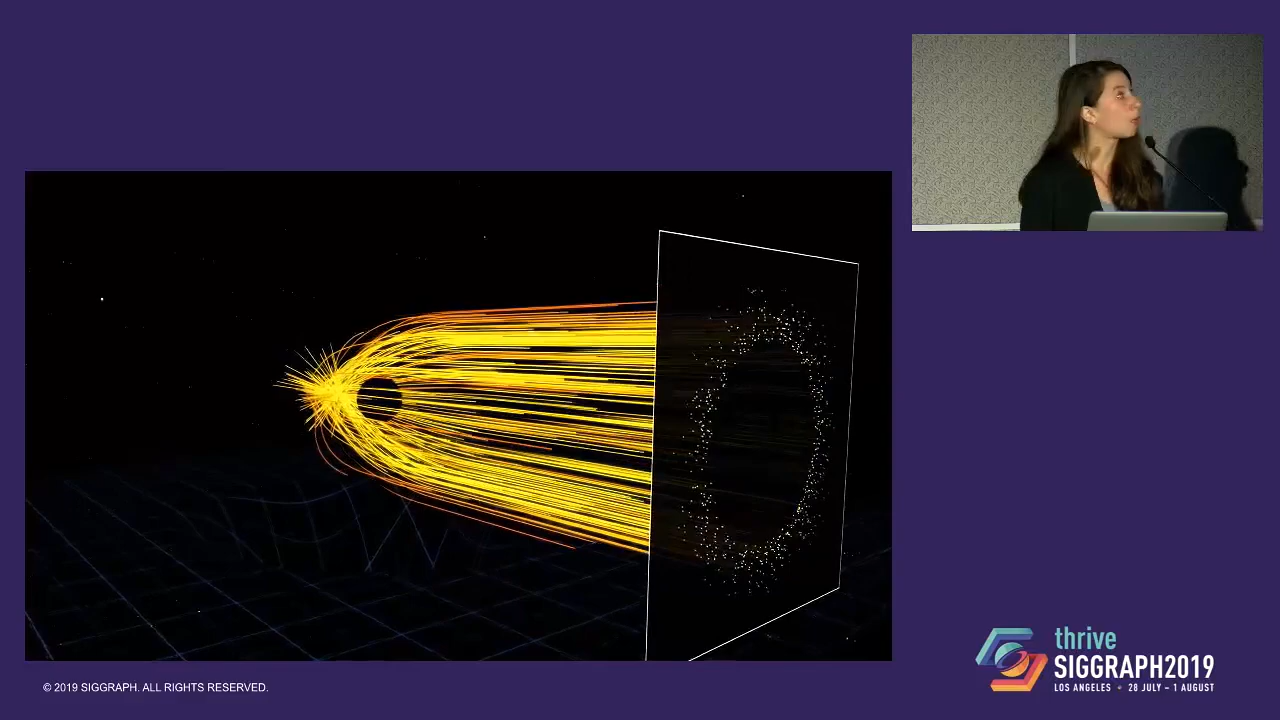 © 2019 SIGGRAPH. ALL RIGHTS RESERVED.
thrive
SIGGRAPH2019
LOS ANGELES • 28 JULY – 1 AUGUST